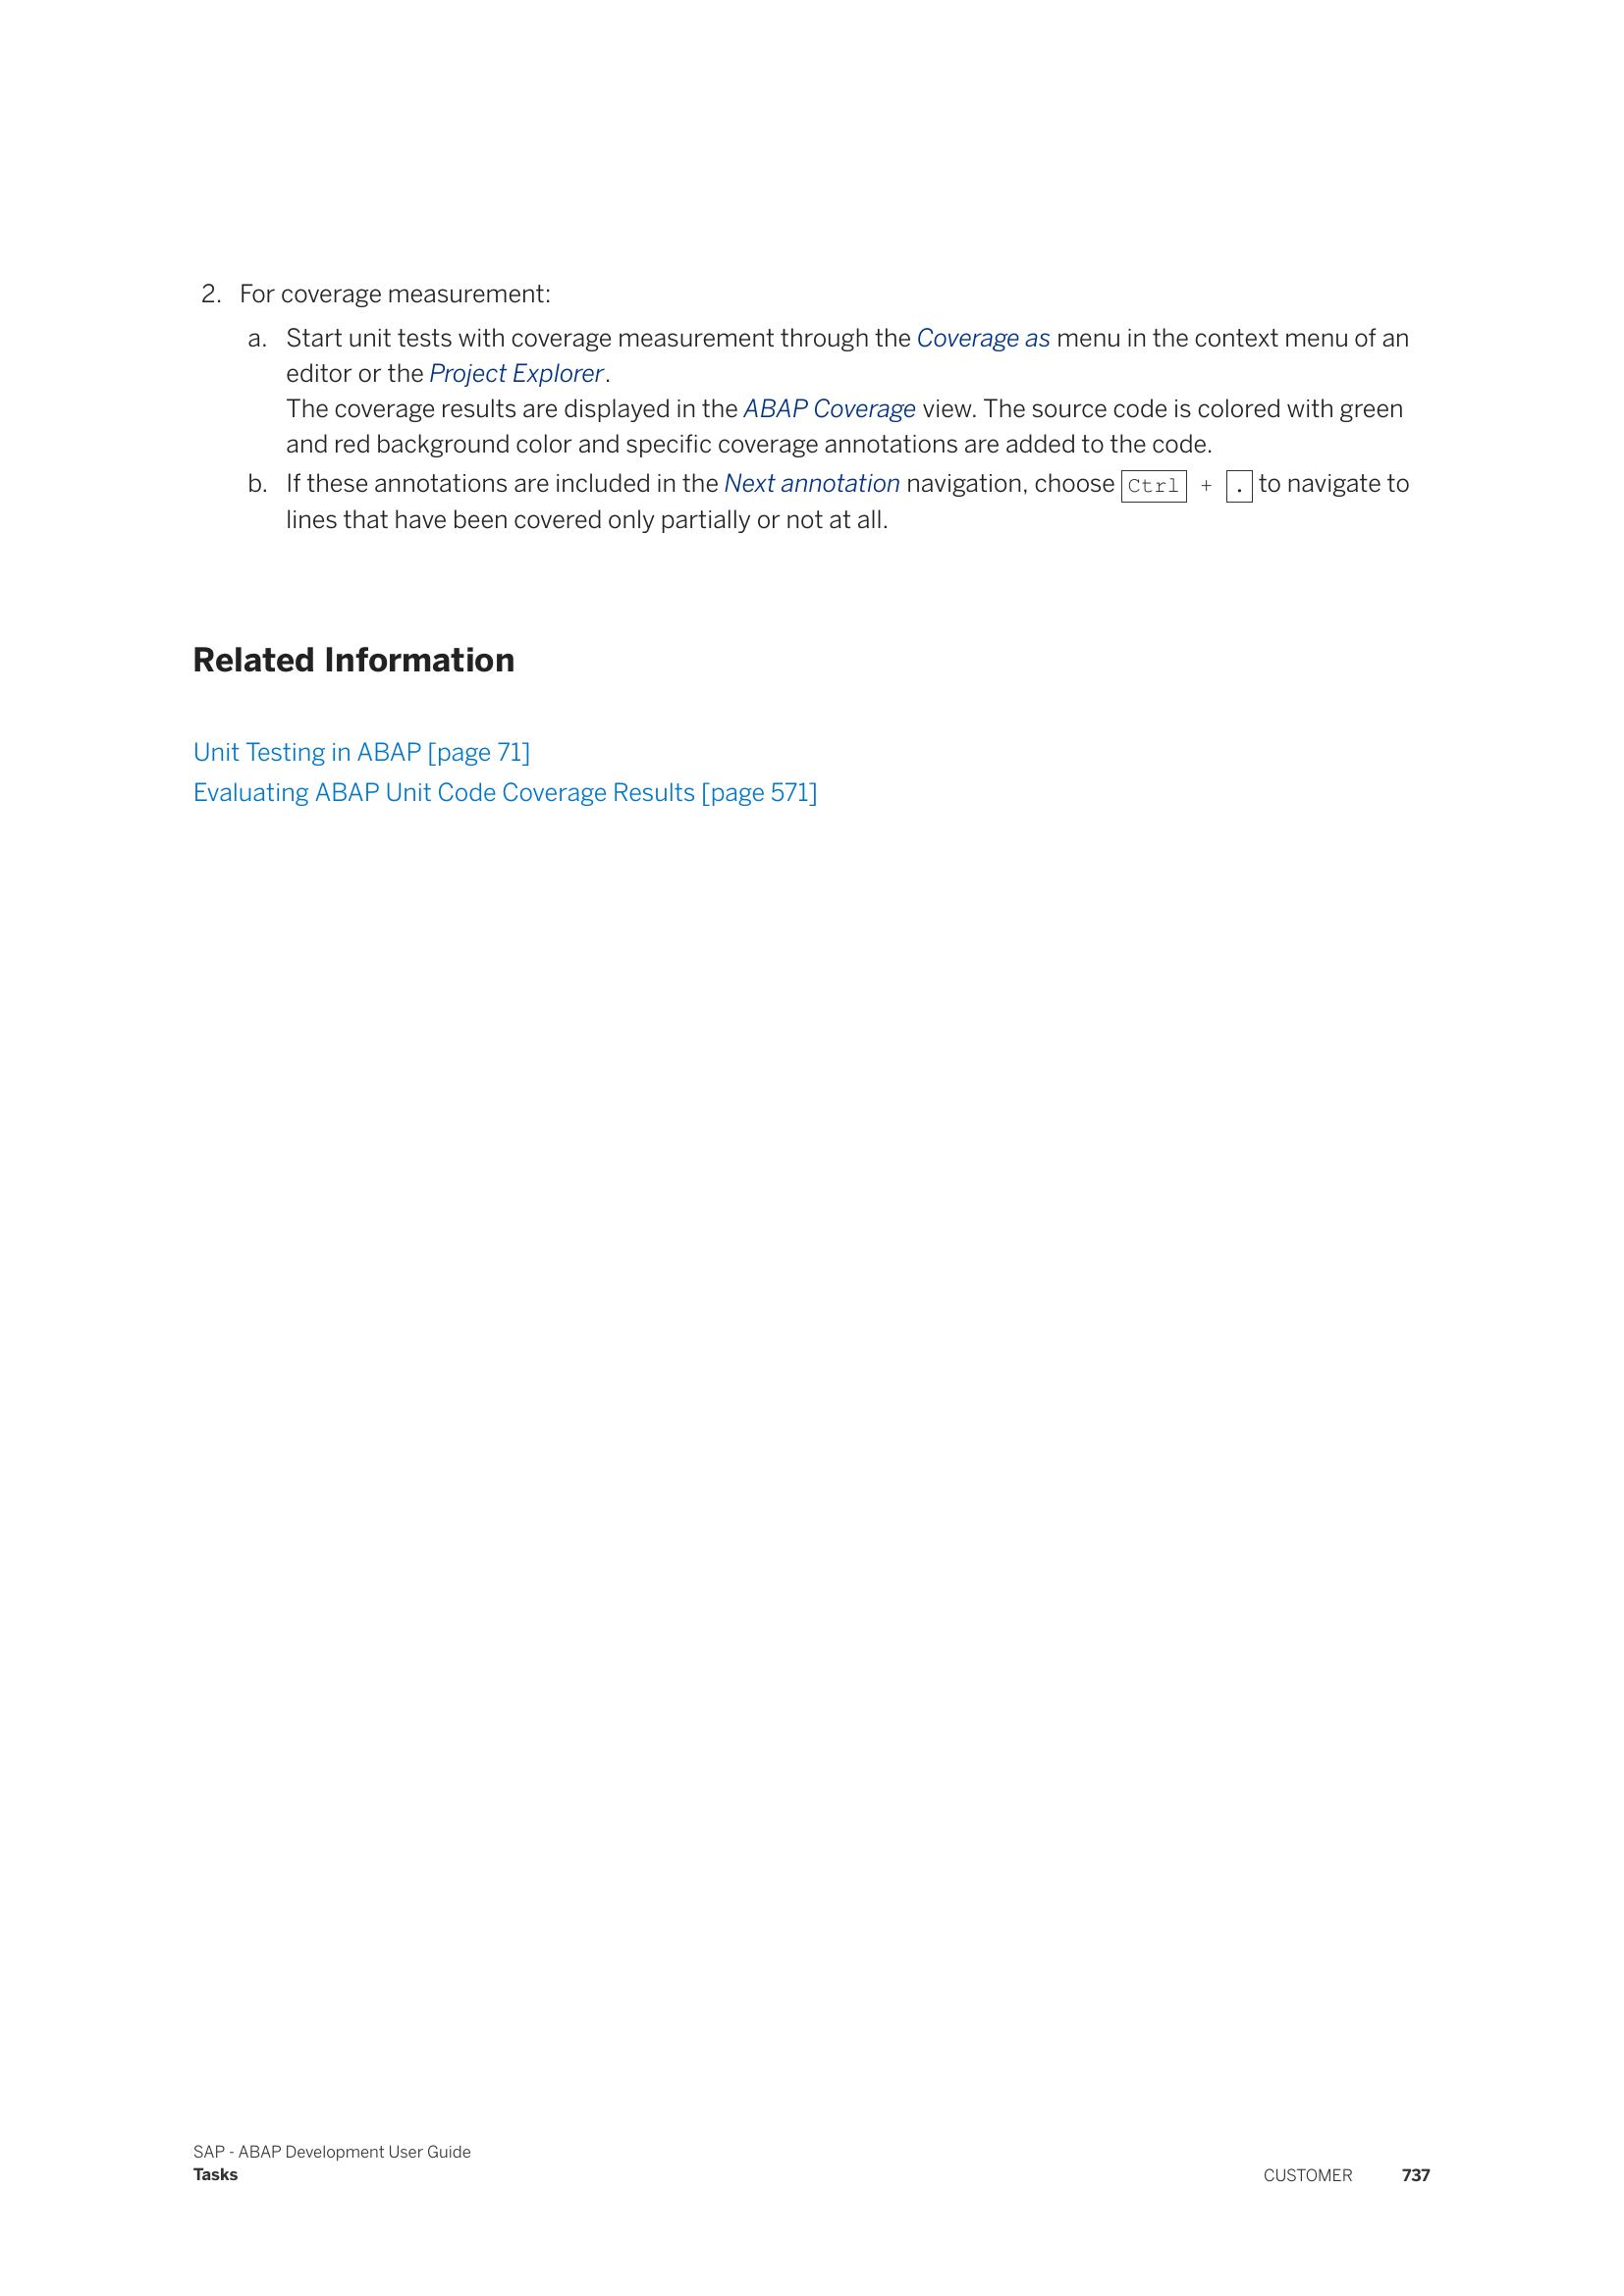 2. For coverage measurement:
a. Start unit tests with coverage measurement through the Coverage as menu in the context menu of an
editor or the Project Explorer.
The coverage results are displayed in the ABAP Coverage view. The source code is colored with green
and red background color and specific coverage annotations are added to the code.
b. If these annotations are included in the Next annotation navigation, choose Ctrl + . to navigate to
lines that have been covered only partially or not at all.
Related Information
Unit Testing in ABAP [page 71]
Evaluating ABAP Unit Code Coverage Results [page 571]
SAP - ABAP Development User Guide
Tasks
CUSTOMER 737